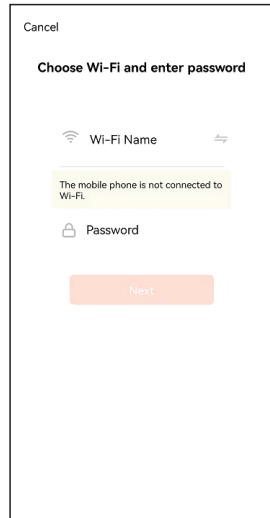 Cancel
Choose Wi-Fi and enter password
Wi-Fi Name
The mobile phone is not connected to
Wi-Fi.
Password
Next